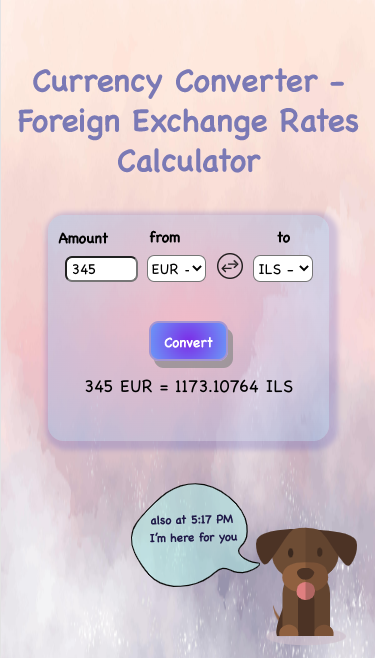 Currency Converter -
Foreign Exchange Rates
Calculator
Amount from to
345 EUR - ILS -
Convert
345 EUR = 1173.10764 ILS
also at 5:17 PM
I'm here for you